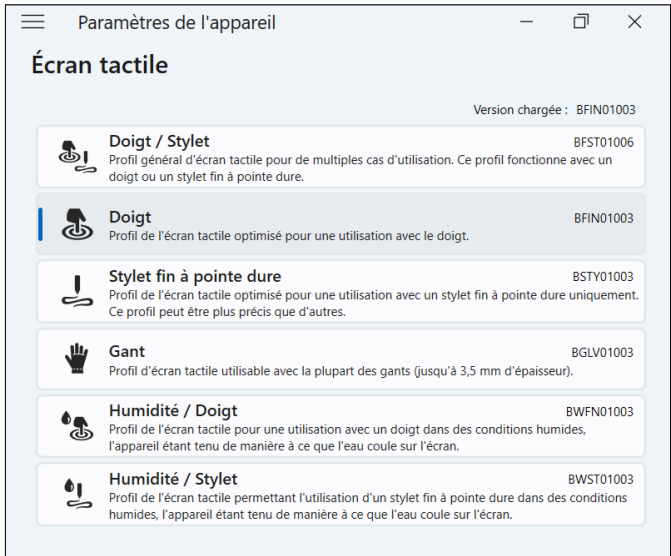 Paramètres de l'appareil
Écran tactile
Version chargée : BFIN01003
Doigt / Stylet BFST01006
Profil général d'écran tactile pour de multiples cas d'utilisation. Ce profil fonctionne avec un
doigt ou un stylet fin à pointe dure.
Doigt BFIN01003
Profil de l'écran tactile optimisé pour une utilisation avec le doigt.
Stylet fin à pointe dure BSTY01003
Profil de l'écran tactile optimisé pour une utilisation avec un stylet fin à pointe dure uniquement.
Ce profil peut être plus précis que d'autres.
Gant BGLV01003
Profil d'écran tactile utilisable avec la plupart des gants (jusqu'à 3,5 mm d'épaisseur).
Humidité / Doigt BWFN01003
Profil de l'écran tactile pour une utilisation avec un doigt dans des conditions humides,
l'appareil étant tenu de manière à ce que l'eau coule sur l'écran.
Humidité / Stylet BWST01003
Profil de l'écran tactile permettant l'utilisation d'un stylet fin à pointe dure dans des conditions
humides, l'appareil étant tenu de manière à ce que l'eau coule sur l'écran.